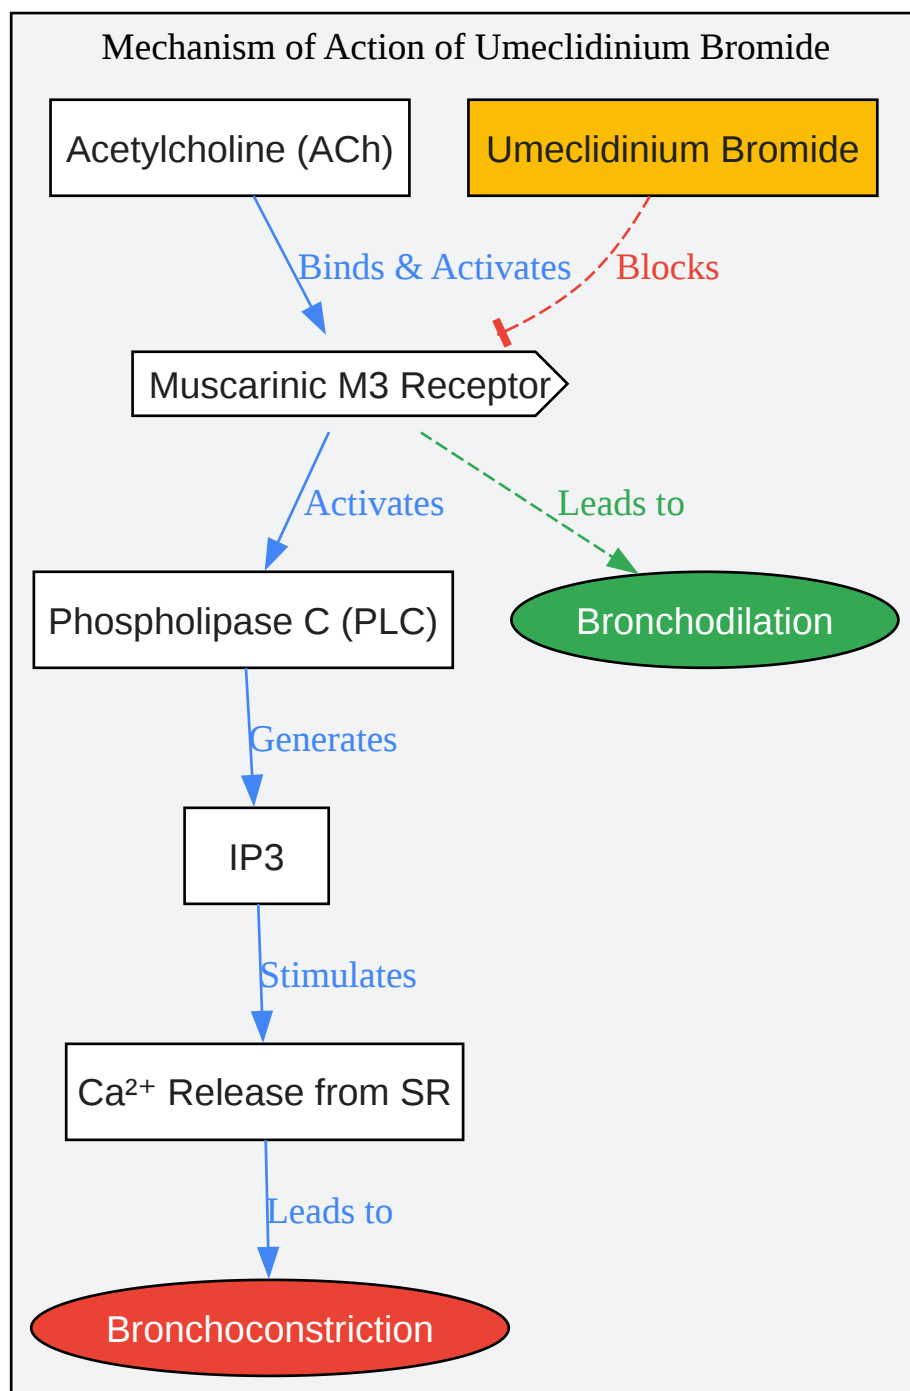 Mechanism of Action of Umeclidinium Bromide
Acetylcholine (ACh)
Umeclidinium Bromide
Binds & Activates
Blocks
Muscarinic M3 Receptor
Activates
Leads to
Phospholipase C (PLC)
Bronchodilation
Generates
IP3
Stimulates
Ca²⁺ Release from SR
Leads to
Bronchoconstriction